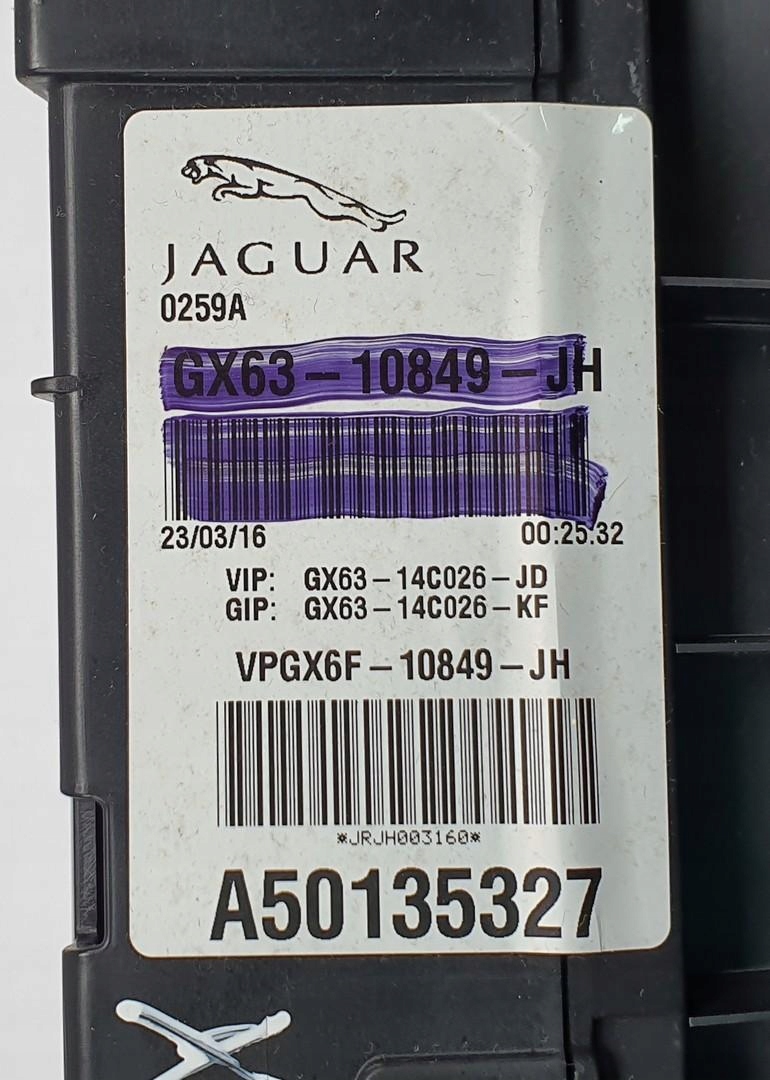 JAGUAR
0259A
GX63-10849-JH
23/03/16 00:25:32
VIP: GX63-14C026-JD
GIP: GX63-14C026-KF
VPGX6F-10849-JH
*JRJH003160*
A50135327
X